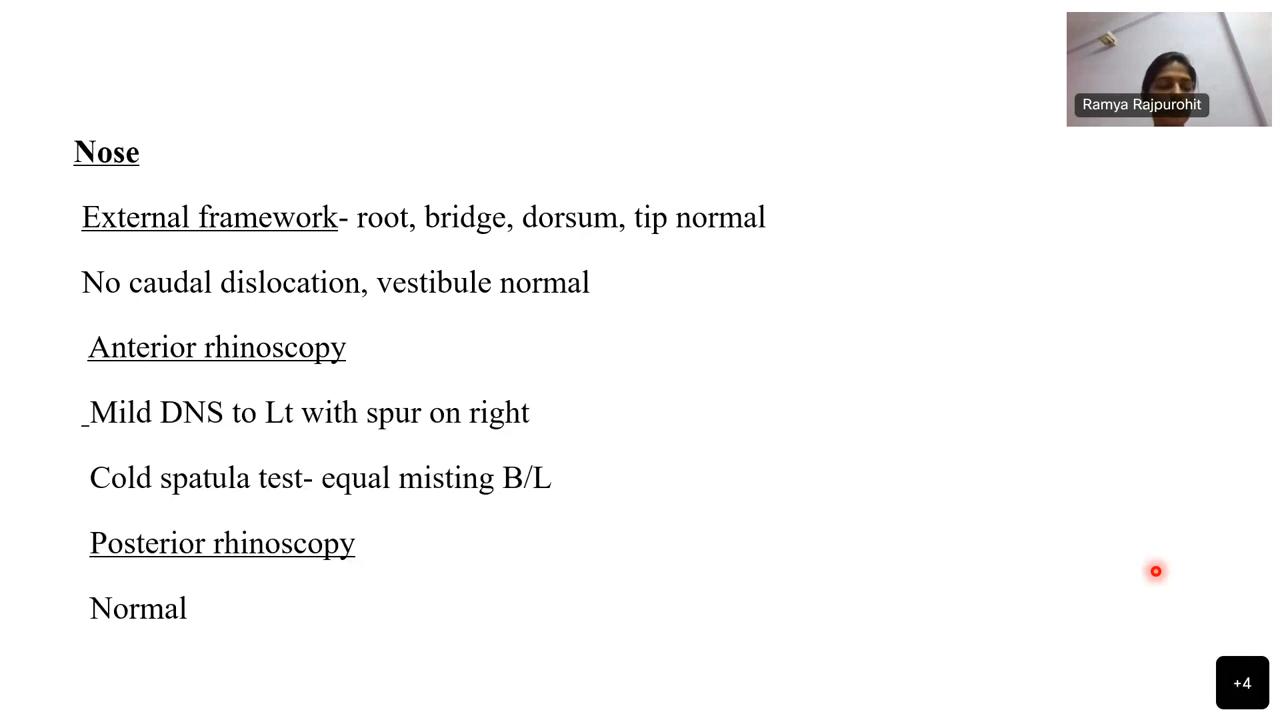 Ramya Rajpurohit
Nose
External framework- root, bridge, dorsum, tip normal
No caudal dislocation, vestibule normal
Anterior rhinoscopy
Mild DNS to Lt with spur on right
Cold spatula test- equal misting B/L
Posterior rhinoscopy
Normal
+4